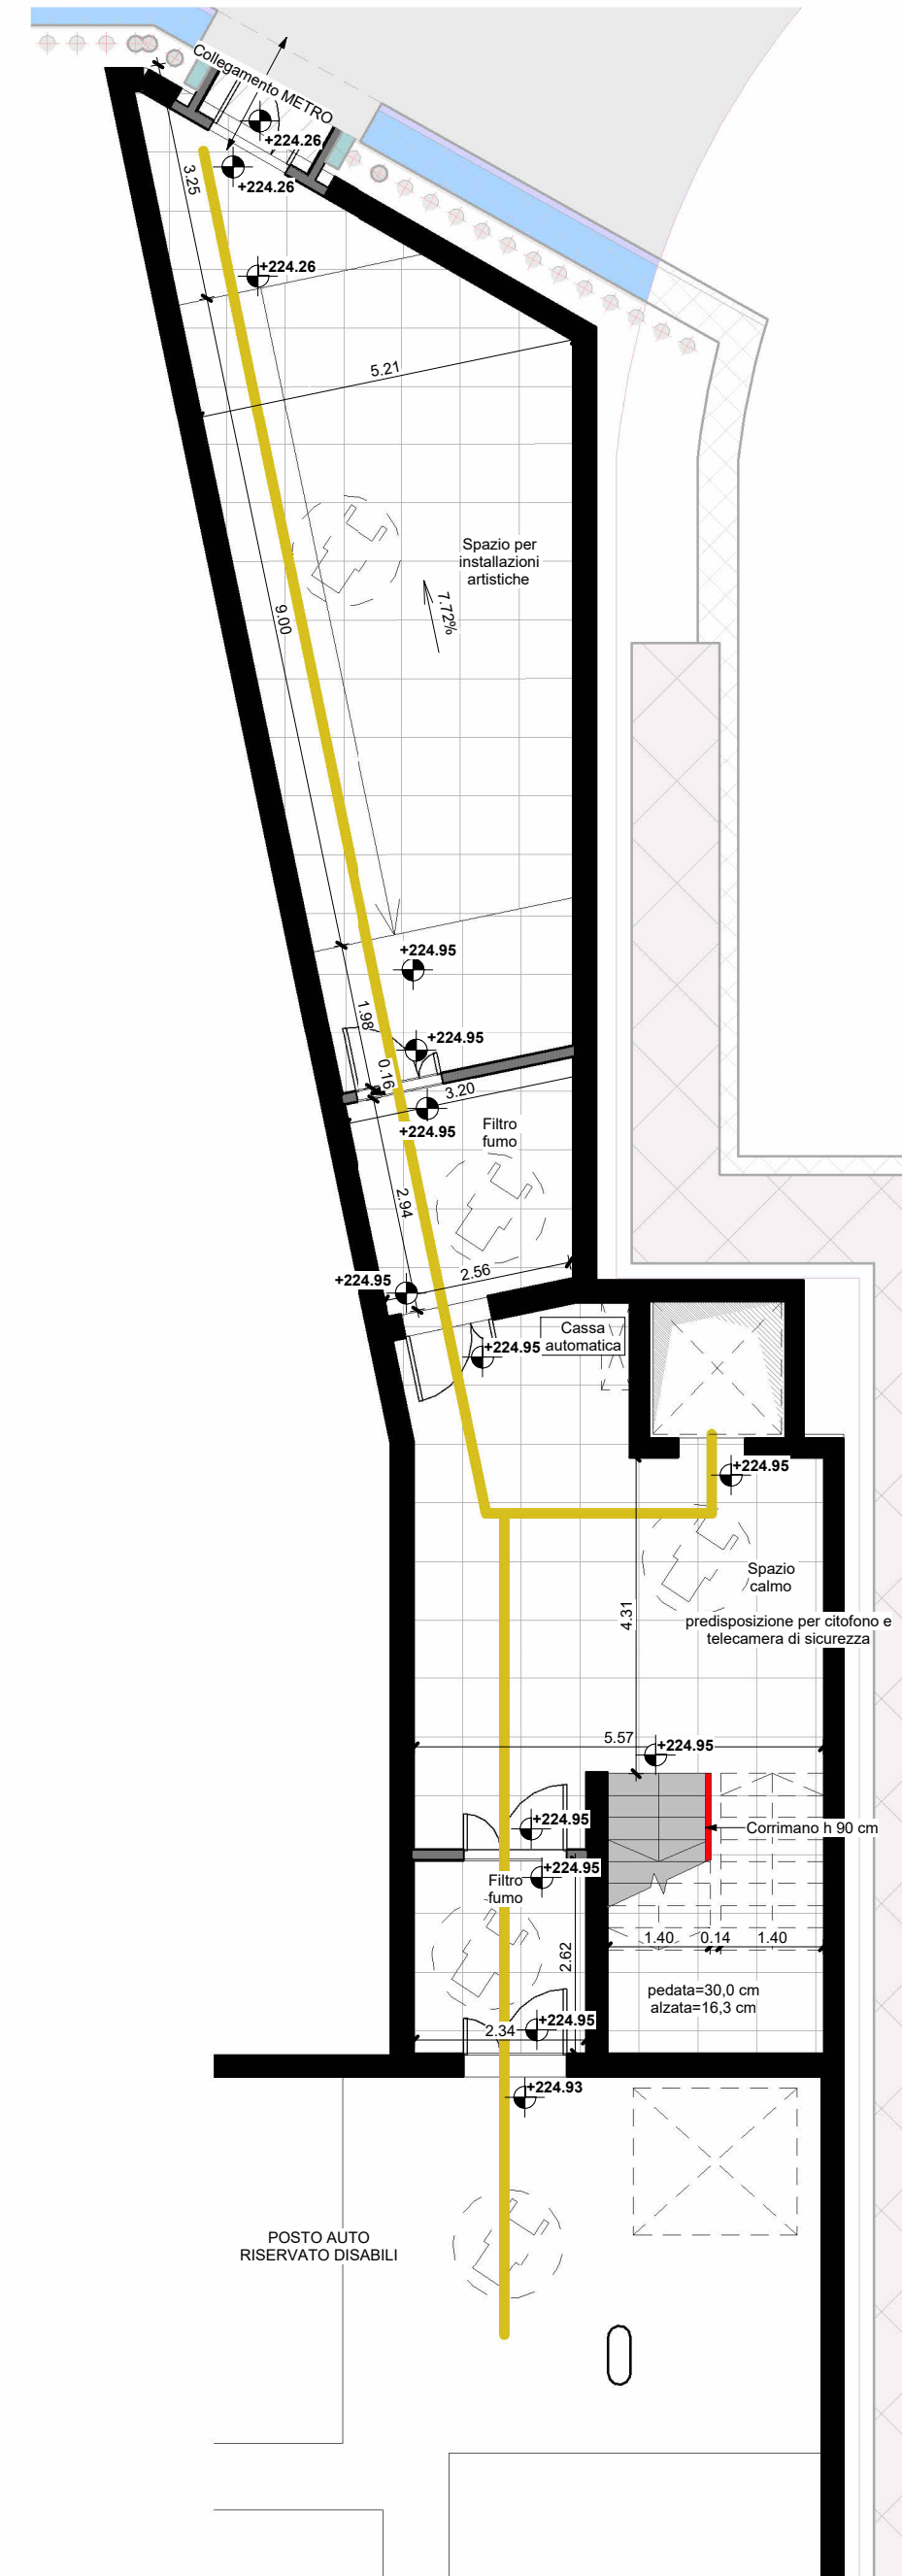 Collegamento METRO
+224.26
+224.26
3.25
+224.26
5.21
Spazio per
installazioni
artistiche
9.00
7.72%
+224.95
1.98
+224.95
0.16
3.20
+224.95
Filtro
fumo
2.94
2.56
+224.95
Cassa
automatica
+224.95
+224.95
Spazio
calmo
4.31
predisposizione per citofono e
telecamera di sicurezza
5.57
+224.95
+224.95
Corrimano h 90 cm
+224.95
Filtro
fumo
1.40
0.14
1.40
2.62
pedata=30,0 cm
alzata=16,3 cm
+224.95
2.34
+224.93
POSTO AUTO
RISERVATO DISABILI